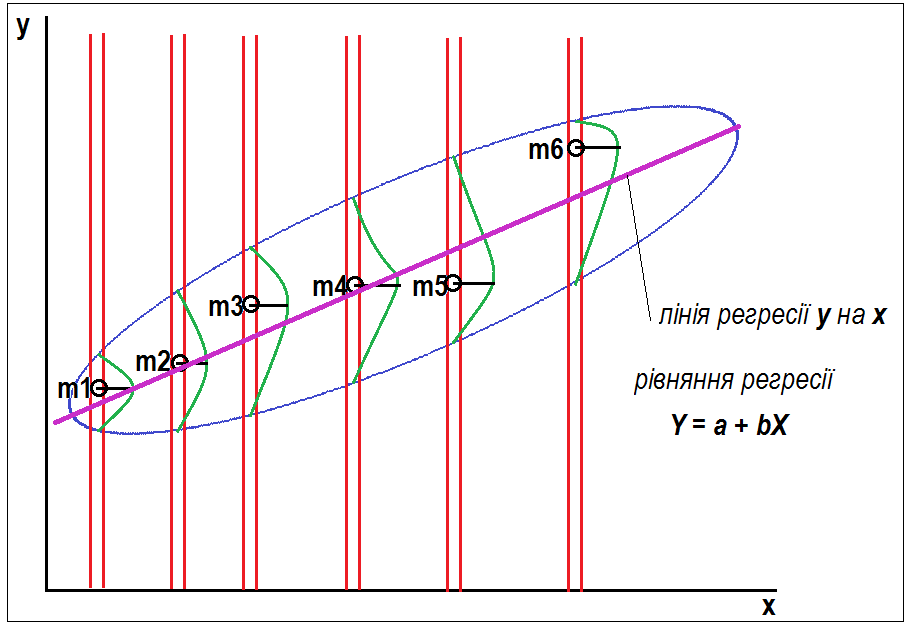 y
m6
m3
m4
m5
m2
m1
лінія регресії y на x
рівняння регресії
Y = a + bX
x